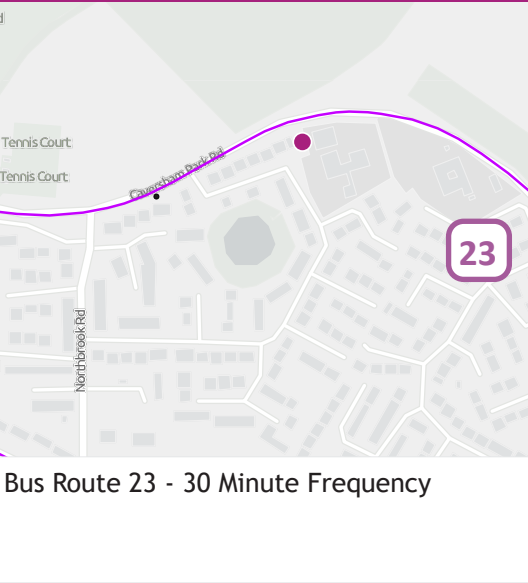 d
Tennis Court
Tennis Court
Caversham Park Rd
23
Northbrook Rd
Bus Route 23 - 30 Minute Frequency